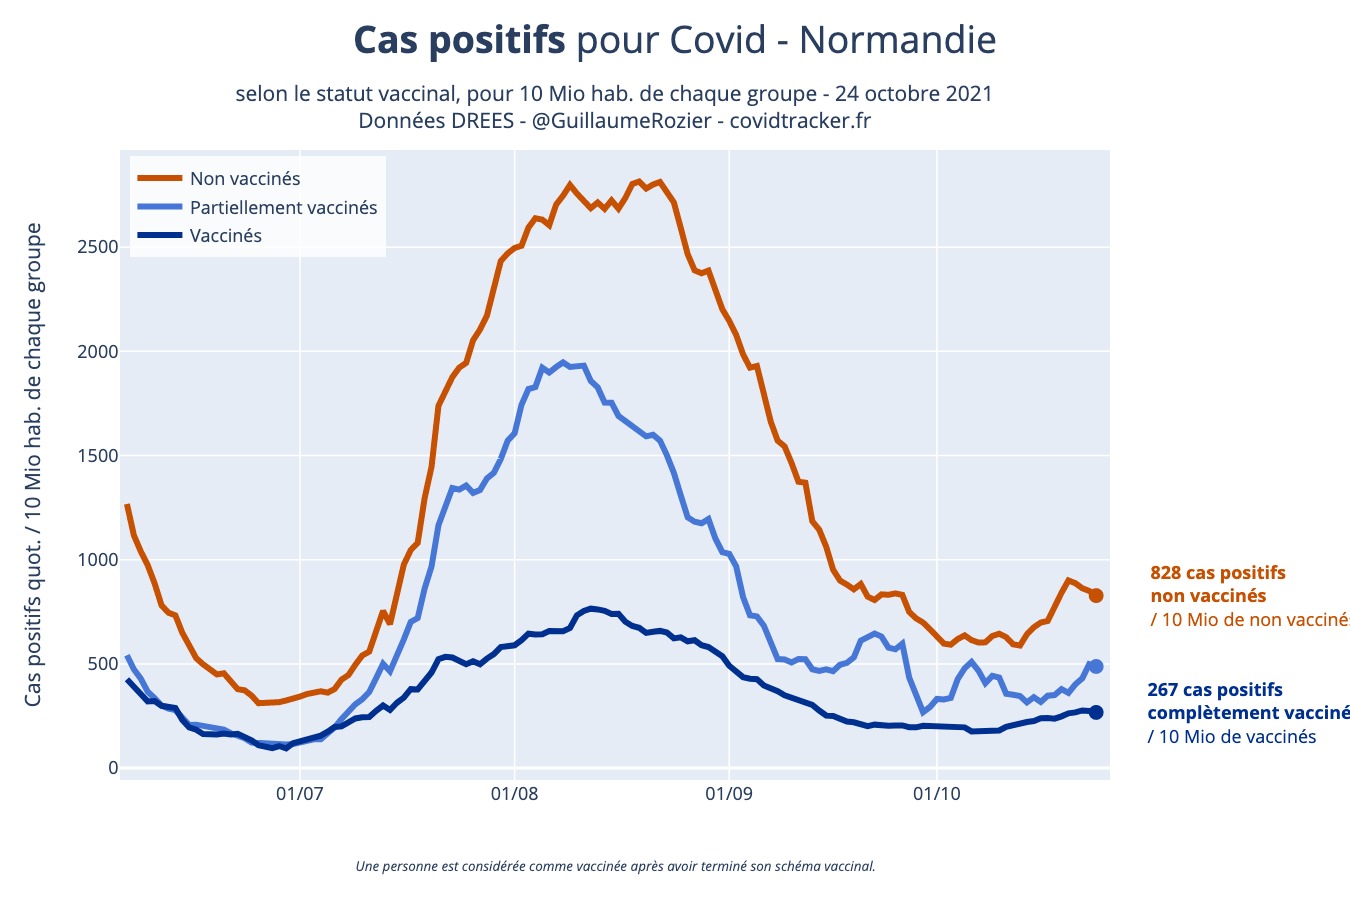 Cas positifs pour Covid - Normandie
selon le statut vaccinal, pour 10 Mio hab. de chaque groupe - 24 octobre 2021
Données DREES - @GuillaumeRozier - covidtracker.fr
Non vaccinés
Partiellement vaccinés
Vaccinés
Cas positifs quot. / 10 Mio hab. de chaque groupe
2500
2000
1500
1000
500
0
01/07
01/08
01/09
01/10
828 cas positifs
non vaccinés
/ 10 Mio de non vaccinés
267 cas positifs
complètement vacciné
/ 10 Mio de vaccinés
Une personne est considérée comme vaccinée après avoir terminé son schéma vaccinal.